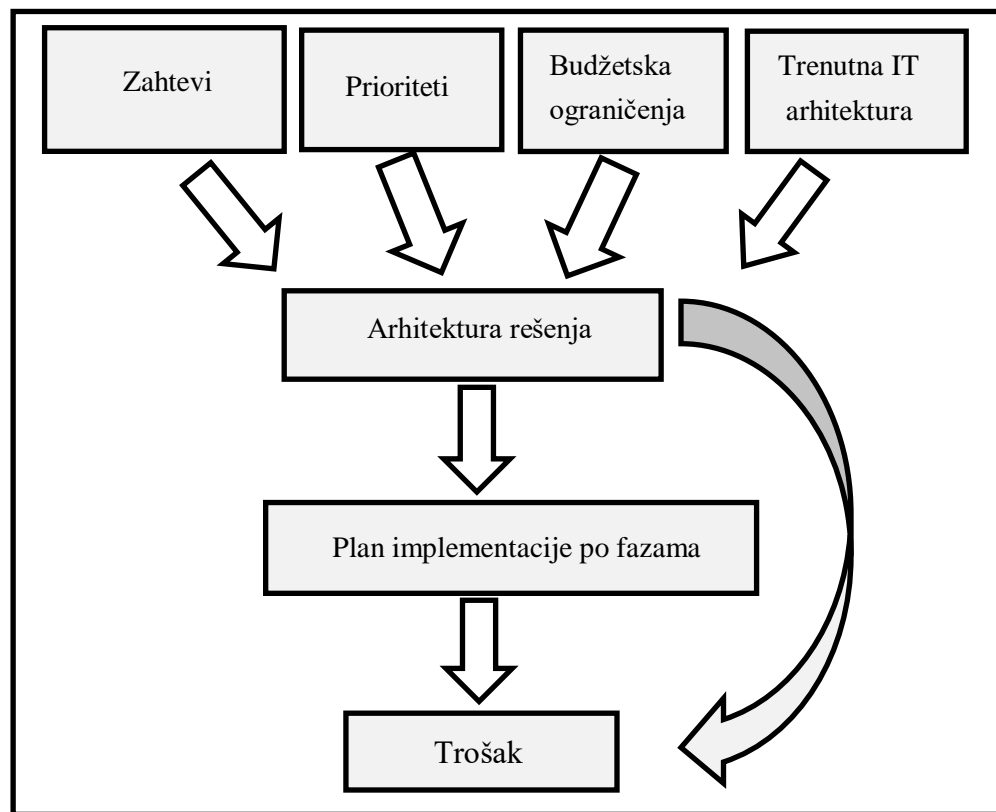 Zahtevi
Prioriteti
Budžetska
ograničenja
Trenutna IT
arhitektura
Arhitektura rešenja
Plan implementacije po fazama
Trošak